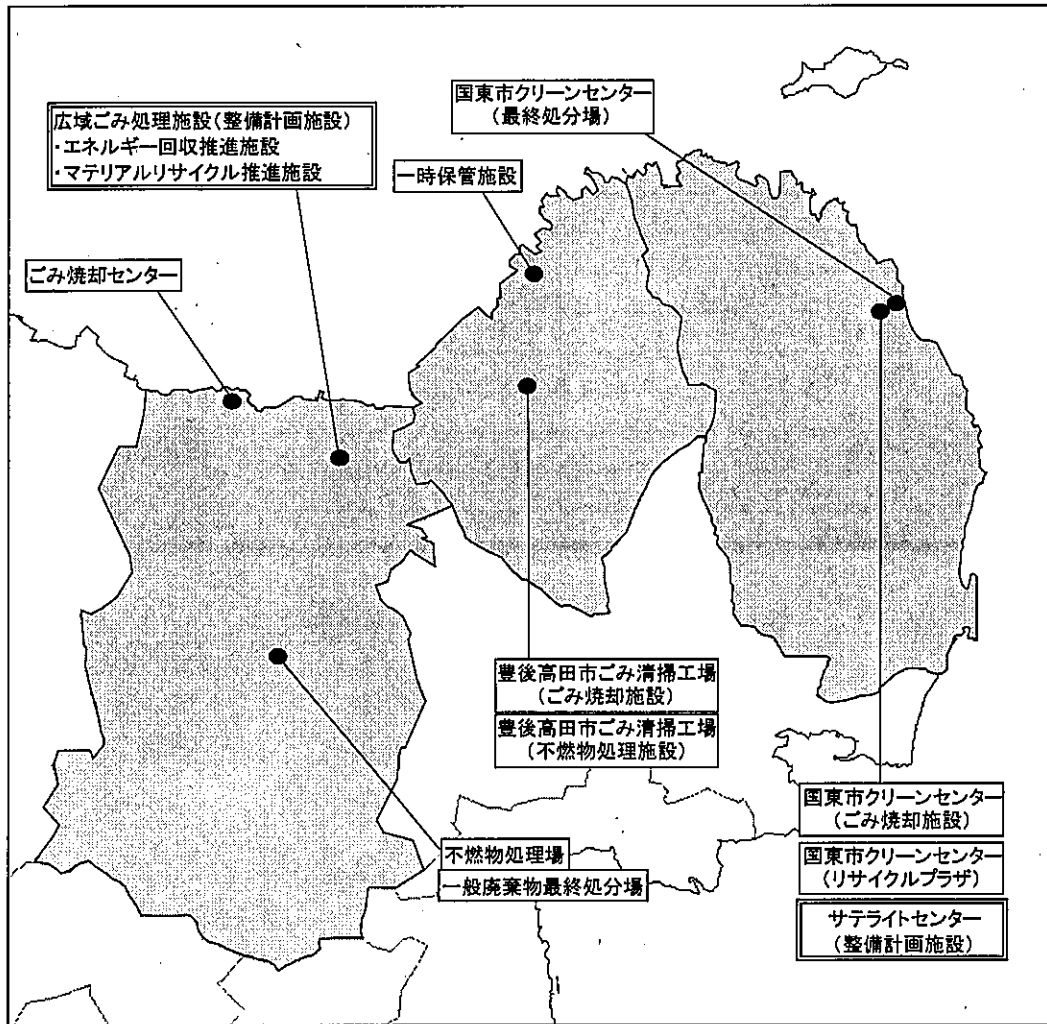 国東市クリーンセンター
(最終処分場)
広域ごみ処理施設(整備計画施設)
・エネルギー回収推進施設
・マテリアルリサイクル推進施設
一時保管施設
ごみ焼却センター
豊後高田市ごみ清掃工場
(ごみ焼却施設)
豊後高田市ごみ清掃工場
(不燃物処理施設)
国東市クリーンセンター
(ごみ焼却施設)
不燃物処理場
国東市クリーンセンター
(リサイクルプラザ)
一般廃棄物最終処分場
サテライトセンター
(整備計画施設)